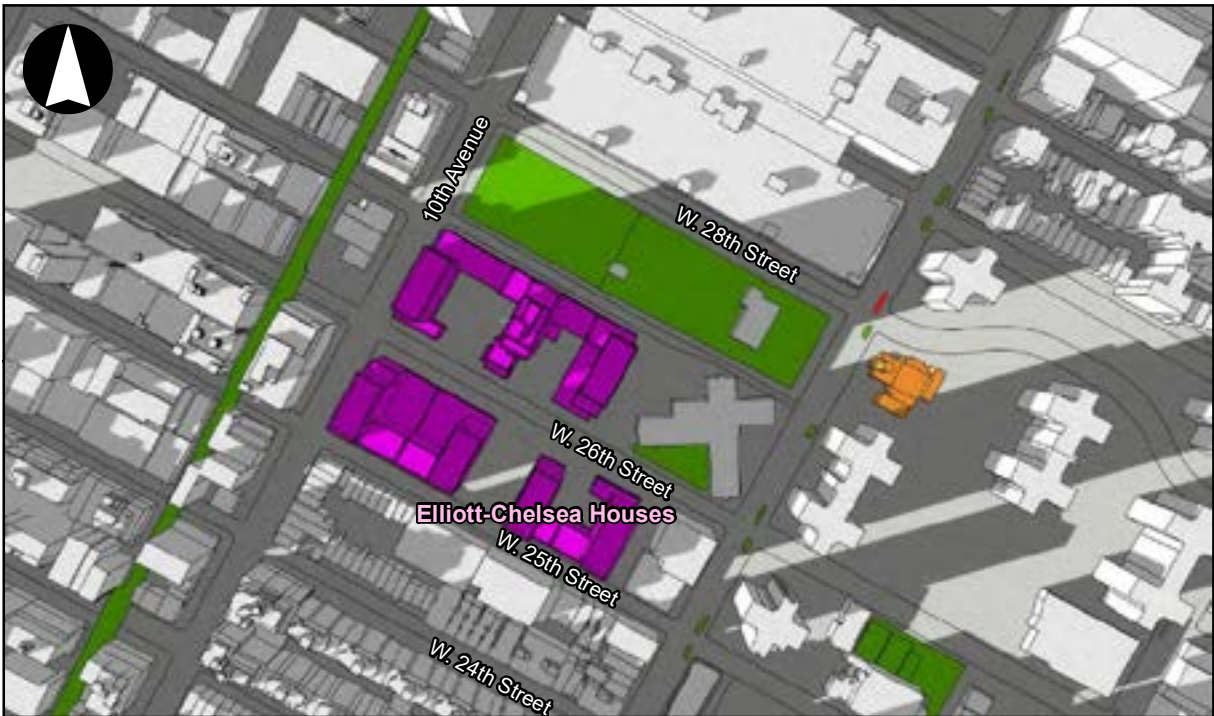 10th Avenue
W. 28th Street
W. 26th Street
Elliott-Chelsea Houses
W. 25th Street
W. 24th Street